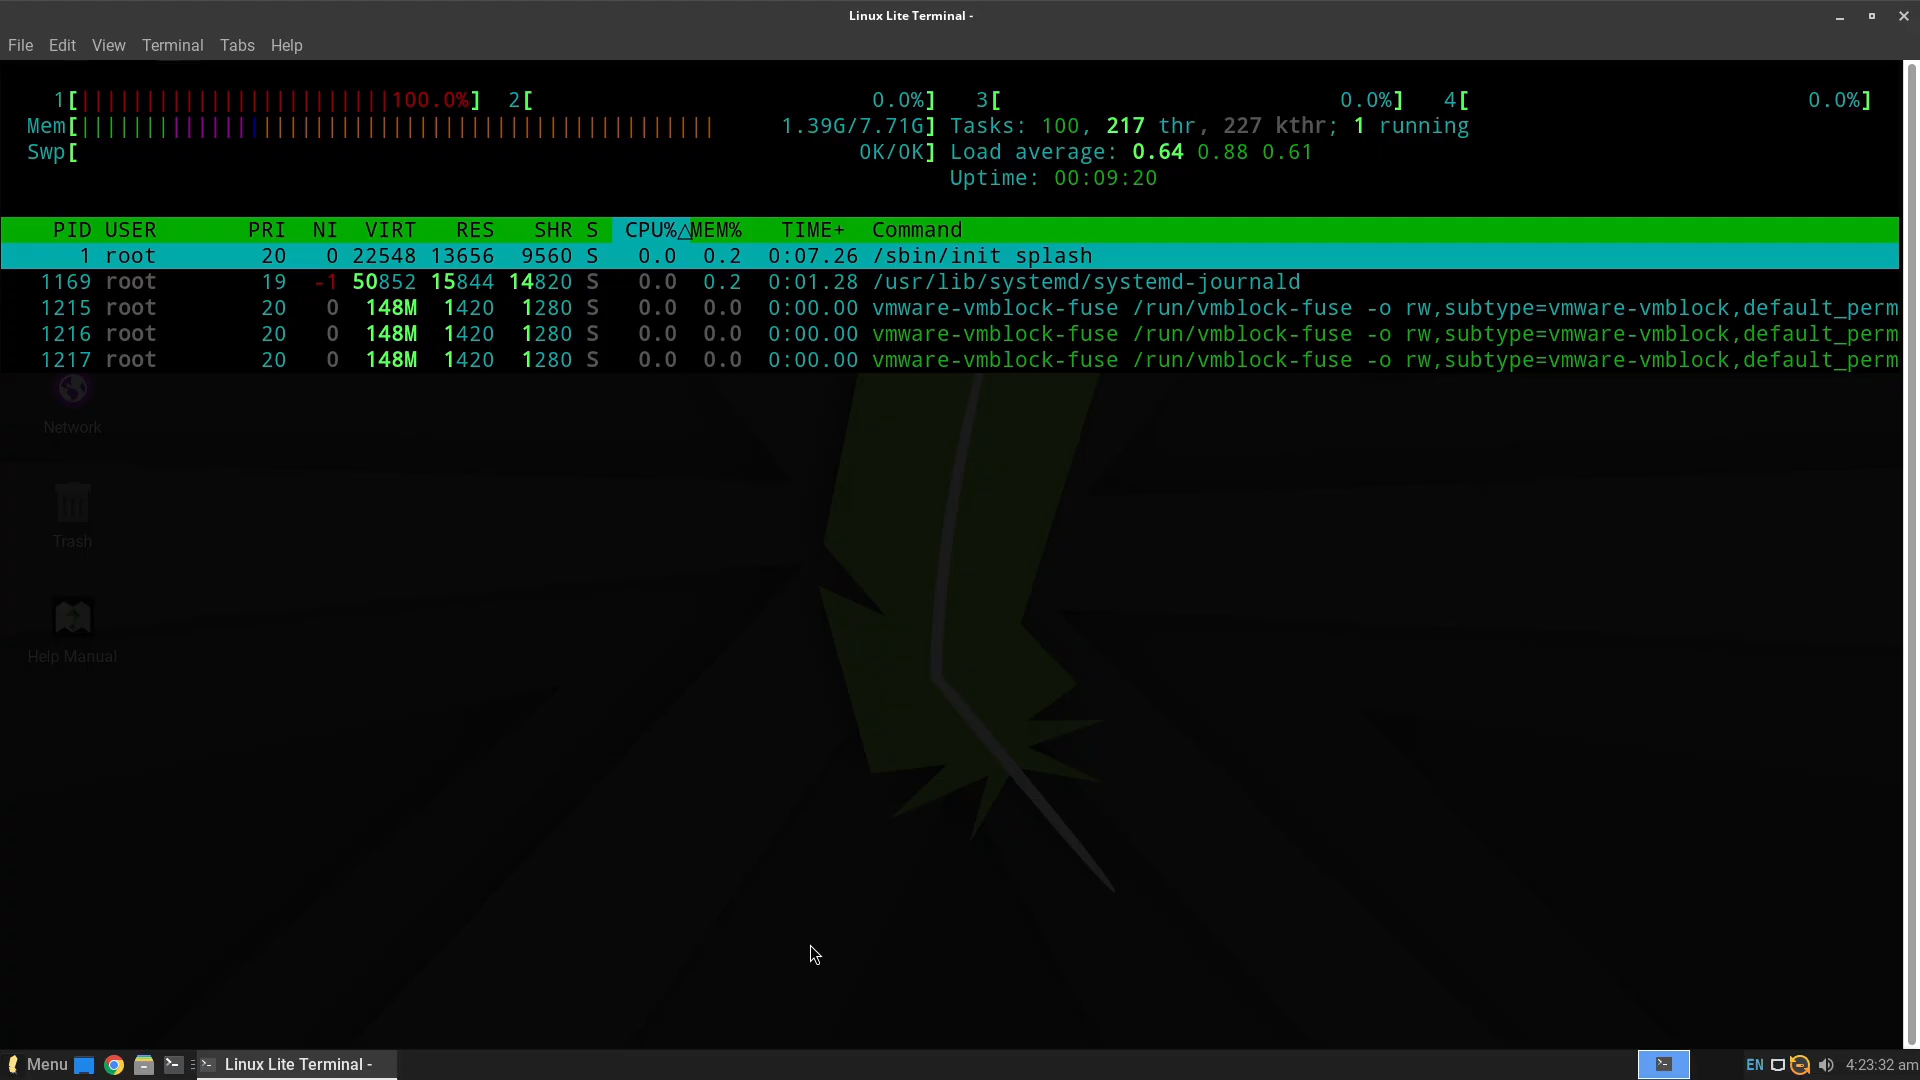 Linux Lite Terminal -
File Edit View Terminal Tabs Help
1[||||||||||||||||||||||||100.0%] 2[ 0.0%] 3[ 0.0%] 4[ 0.0%]
Mem[||||||||||||||||||||||||||||||||||||||||||||||||| 1.39G/7.71G] Tasks: 100, 217 thr, 227 kthr; 1 running
Swp[ 0K/0K] Load average: 0.64 0.88 0.61
Uptime: 00:09:20
PID USER PRI NI VIRT RES SHR S CPU%△MEM% TIME+ Command
1 root 20 0 22548 13656 9560 S 0.0 0.2 0:07.26 /sbin/init splash
1169 root 19 -1 50852 15844 14820 S 0.0 0.2 0:01.28 /usr/lib/systemd/systemd-journald
1215 root 20 0 148M 1420 1280 S 0.0 0.0 0:00.00 vmware-vmblock-fuse /run/vmblock-fuse -o rw,subtype=vmware-vmblock,default_perm
1216 root 20 0 148M 1420 1280 S 0.0 0.0 0:00.00 vmware-vmblock-fuse /run/vmblock-fuse -o rw,subtype=vmware-vmblock,default_perm
1217 root 20 0 148M 1420 1280 S 0.0 0.0 0:00.00 vmware-vmblock-fuse /run/vmblock-fuse -o rw,subtype=vmware-vmblock,default_perm
Network
Trash
Help Manual
Menu Linux Lite Terminal - EN 4:23:32 am